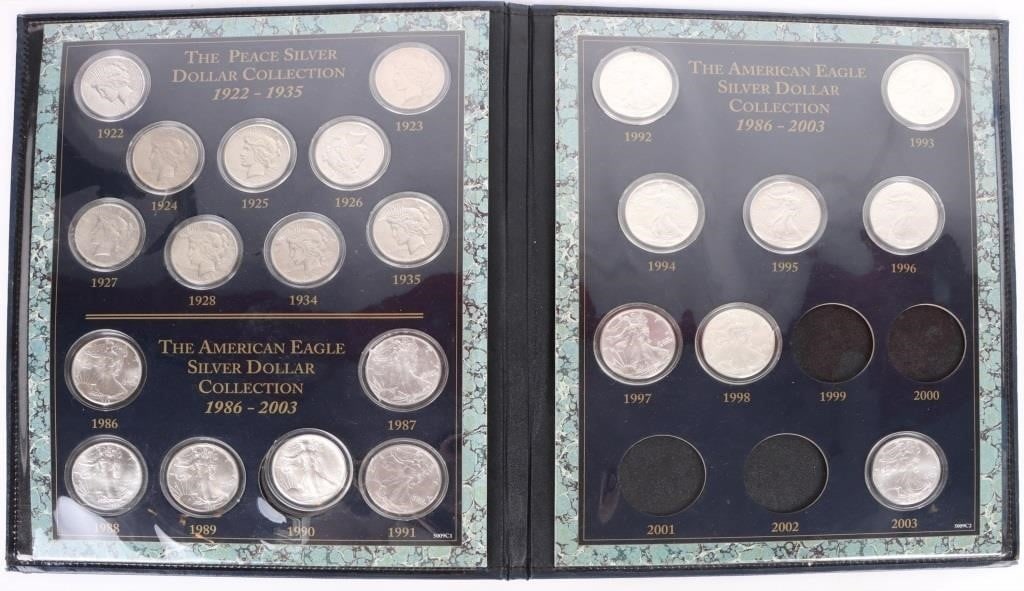 THE PEACE SILVER
DOLLAR COLLECTION
1922 - 1935
1922
1923
1924
1925
1926
1927
1928
1934
1935
THE AMERICAN EAGLE
SILVER DOLLAR
COLLECTION
1986 - 2003
1986
1987
1988
1989
1990
1991
5009C1
THE AMERICAN EAGLE
SILVER DOLLAR
COLLECTION
1986 - 2003
1992
1993
1994
1995
1996
1997
1998
1999
2000
2001
2002
2003
5009C2